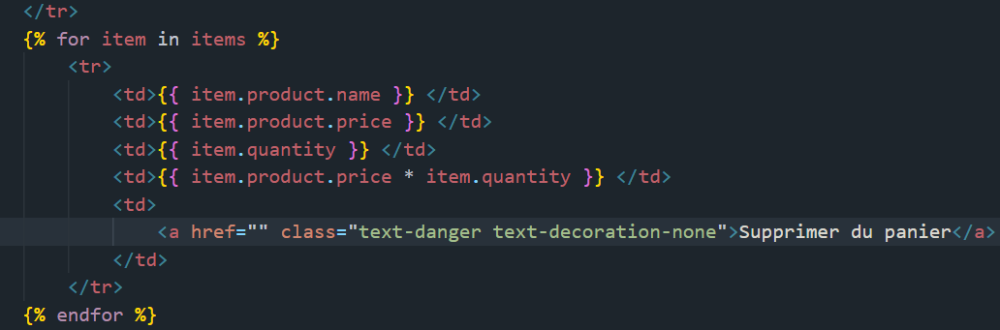 </tr>
{% for item in items %}
<tr>
<td>{{ item.product.name }} </td>
<td>{{ item.product.price }} </td>
<td>{{ item.quantity }} </td>
<td>{{ item.product.price * item.quantity }} </td>
<td>
<a href="" class="text-danger text-decoration-none">Supprimer du panier</a>
</td>
</tr>
{% endfor %}